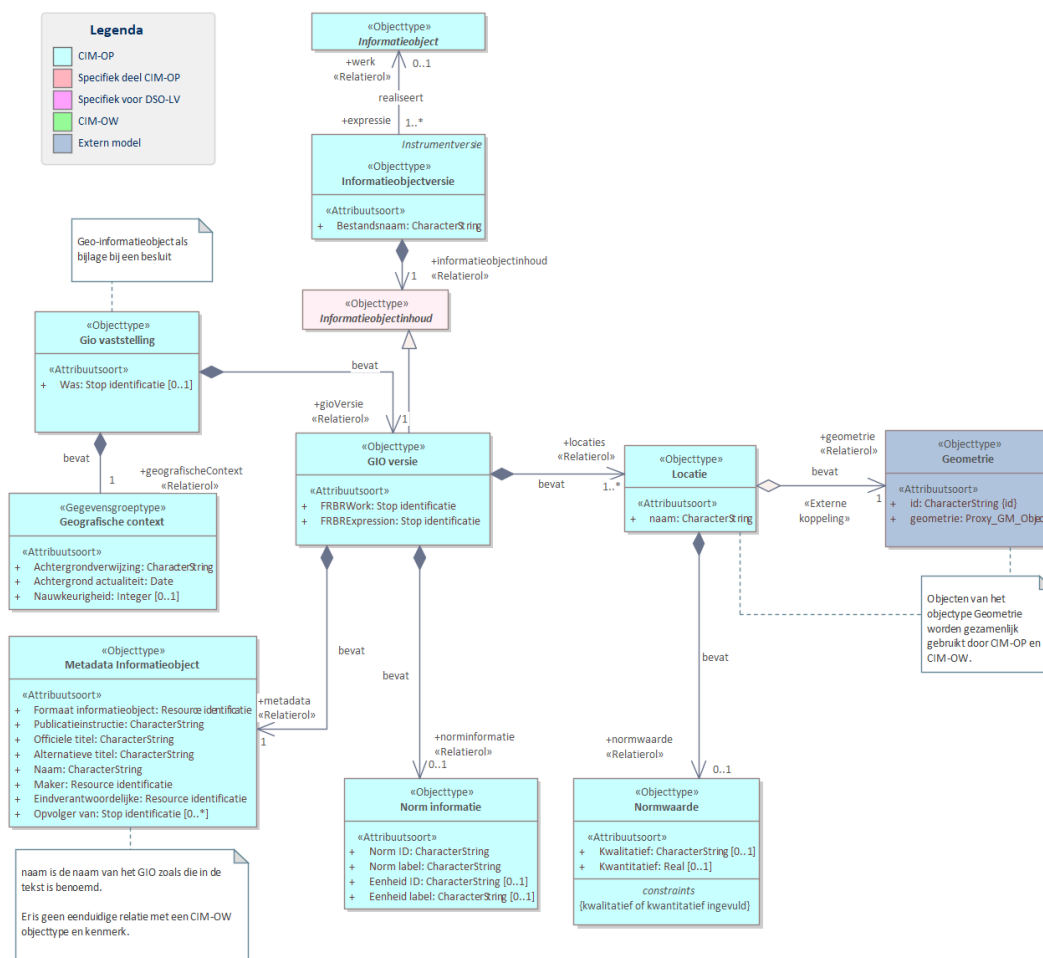 Legenda
CIM-OP
Specifiek deel CIM-OP
Specifiek voor DSO-LV
CIM-OW
Extern model
«Objecttype»
Informatieobject
+werk
0..1
«Relatierol»
realiseert
+expressie
1..*
Instrumentversie
«Objecttype»
Informatieobjectversie
«Attribuutsoort»
+ Bestandsnaam: CharacterString
Geo-informatieobject als
bijlage bij een besluit
+informatieobjectinhoud
1
«Relatierol»
«Objecttype»
Informatieobjectinhoud
«Objecttype»
Gio vaststelling
«Attribuutsoort»
+ Was: Stop identificatie [0..1]
bevat
+gioVersie
1
«Relatierol»
bevat
+geografischeContext
1
«Relatierol»
«Gegevensgroeptype»
Geografische context
«Attribuutsoort»
+ Achtergrondverwijzing: CharacterString
+ Achtergrond actualiteit: Date
+ Nauwkeurigheid: Integer [0..1]
«Objecttype»
GIO versie
«Attribuutsoort»
+ FRBRWork: Stop identificatie
+ FRBRExpression: Stop identificatie
+locaties
«Relatierol»
bevat
1..*
«Objecttype»
Locatie
«Attribuutsoort»
+ naam: CharacterString
+geometrie
«Relatierol»
bevat
1
«Externe
koppeling»
«Objecttype»
Geometrie
«Attribuutsoort»
+ id: CharacterString {id}
+ geometrie: Proxy_GM_Objec
Objecten van het
objectype Geometrie
worden gezamenlijk
gebruikt door CIM-OP en
CIM-OW.
«Objecttype»
Metadata Informatieobject
«Attribuutsoort»
+ Formaat informatieobject: Resource identificatie
+ Publicatieinstructie: CharacterString
+ Officiele titel: CharacterString
+ Alternatieve titel: CharacterString
+ Naam: CharacterString
+ Maker: Resource identificatie
+ Eindverantwoordelijke: Resource identificatie
+ Opvolger van: Stop identificatie [0..*]
bevat
+metadata
«Relatierol»
1
bevat
+norminformatie
«Relatierol»
0..1
bevat
+normwaarde
«Relatierol»
0..1
«Objecttype»
Norm informatie
«Attribuutsoort»
+ Norm ID: CharacterString
+ Norm label: CharacterString
+ Eenheid ID: CharacterString [0..1]
+ Eenheid label: CharacterString [0..1]
«Objecttype»
Normwaarde
«Attribuutsoort»
+ Kwalitatief: CharacterString [0..1]
+ Kwantitatief: Real [0..1]
constraints
{kwalitatief of kwantitatief ingevuld}
naam is de naam van het GIO zoals die in de
tekst is benoemd.
Er is geen eenduidige relatie met een CIM-OW
objecttype en kenmerk.